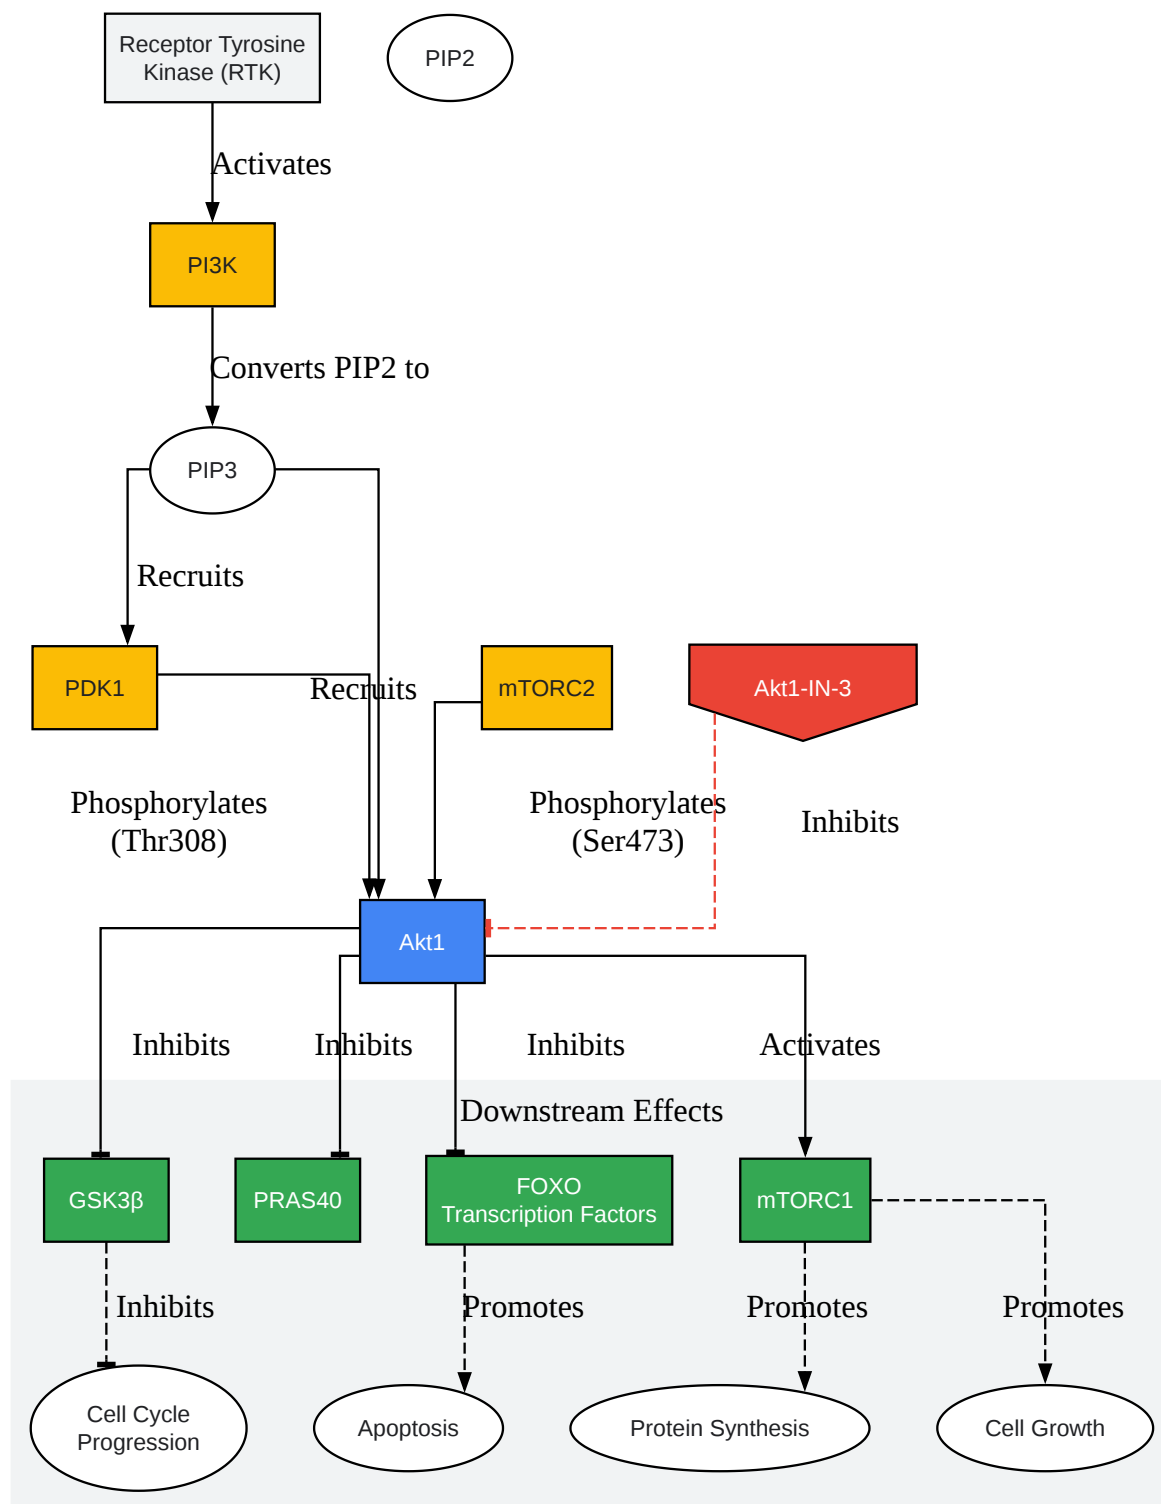 Receptor Tyrosine
Kinase (RTK)
PIP2
Activates
PI3K
Converts PIP2 to
PIP3
Recruits
PDK1
Recruits
mTORC2
Akt1-IN-3
Phosphorylates
(Thr308)
Phosphorylates
(Ser473)
Inhibits
Akt1
Inhibits
Inhibits
Inhibits
Activates
Downstream Effects
GSK3β
PRAS40
FOXO
Transcription Factors
mTORC1
Inhibits
Promotes
Promotes
Promotes
Cell Cycle
Progression
Apoptosis
Protein Synthesis
Cell Growth